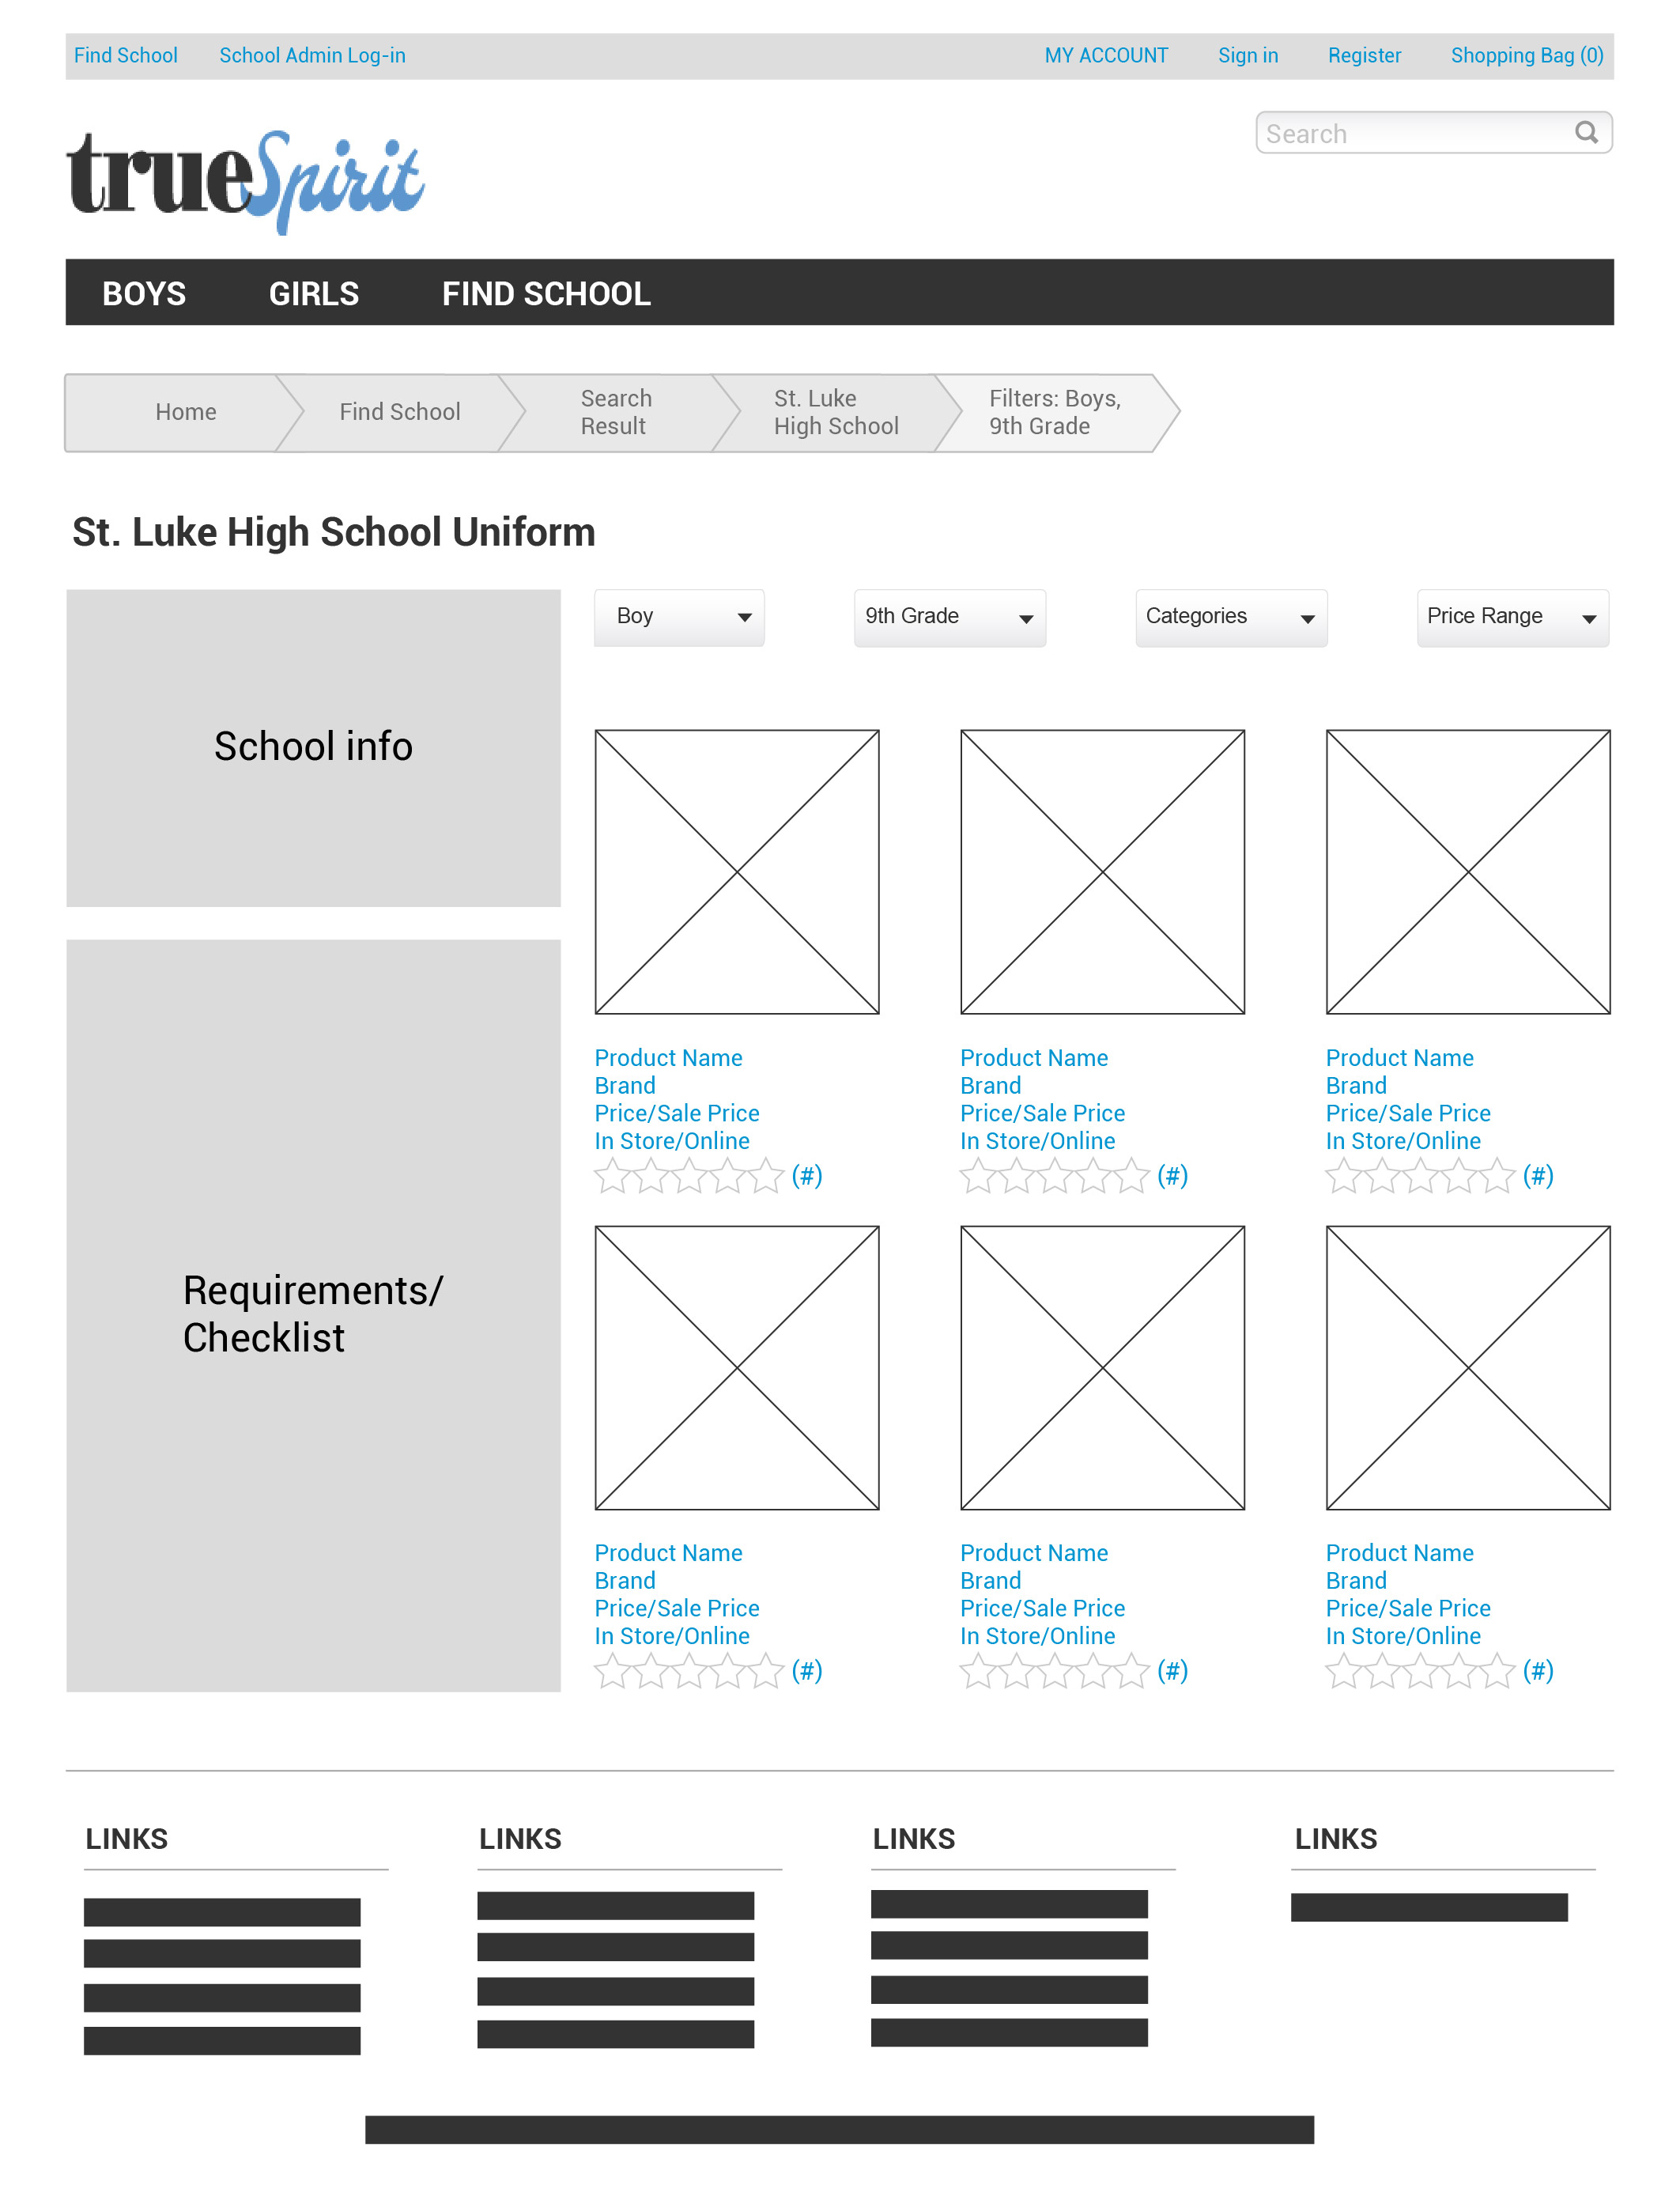 Find School School Admin Log-in MY ACCOUNT Sign in Register Shopping Bag (0)
Search
trueSpirit
BOYS GIRLS FIND SCHOOL
Home Find School Search Result St. Luke High School Filters: Boys, 9th Grade
St. Luke High School Uniform
Boy 9th Grade Categories Price Range
School info
Requirements/
Checklist
Product Name Product Name Product Name
Brand Brand Brand
Price/Sale Price Price/Sale Price Price/Sale Price
In Store/Online In Store/Online In Store/Online
(#) (#) (#)
Product Name Product Name Product Name
Brand Brand Brand
Price/Sale Price Price/Sale Price Price/Sale Price
In Store/Online In Store/Online In Store/Online
(#) (#) (#)
LINKS LINKS LINKS LINKS